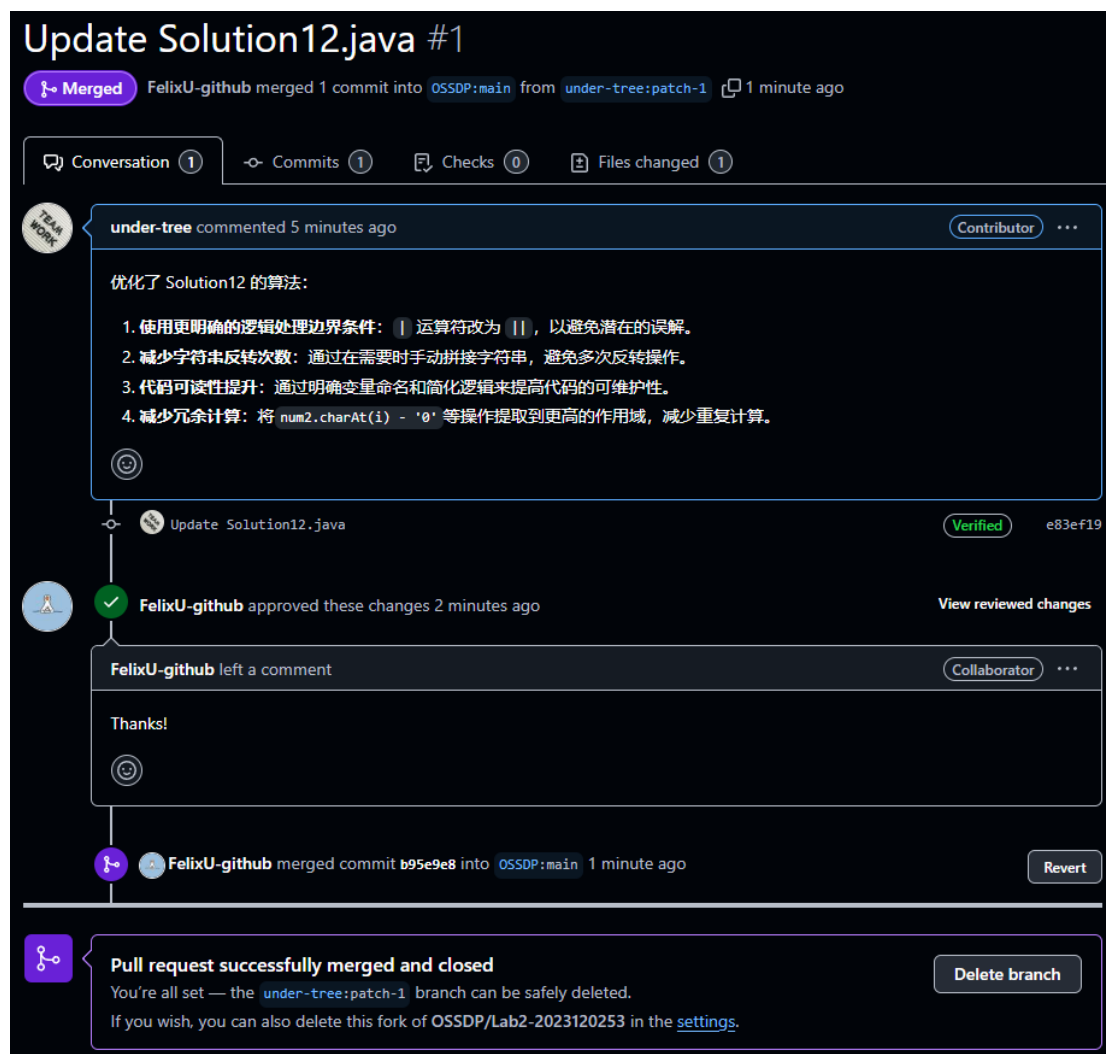 Update Solution12.java #1
Merged FelixU-github merged 1 commit into OSSDP:main from under-tree:patch-1 1 minute ago
Conversation 1 Commits 1 Checks 0 Files changed 1
TEAM WORK
under-tree commented 5 minutes ago Contributor ...
优化了 Solution12 的算法：
1. 使用更明确的逻辑处理边界条件： | 运算符改为 || ，以避免潜在的误解。
2. 减少字符串反转次数：通过在需要时手动拼接字符串，避免多次反转操作。
3. 代码可读性提升：通过明确变量命名和简化逻辑来提高代码的可维护性。
4. 减少冗余计算：将 num2.charAt(i) - '0' 等操作提取到更高的作用域，减少重复计算。
Update Solution12.java Verified e83ef19
FelixU-github approved these changes 2 minutes ago View reviewed changes
FelixU-github left a comment Collaborator ...
Thanks!
FelixU-github merged commit b95e9e8 into OSSDP:main 1 minute ago Revert
Pull request successfully merged and closed Delete branch
You're all set — the under-tree:patch-1 branch can be safely deleted.
If you wish, you can also delete this fork of OSSDP/Lab2-2023120253 in the settings.